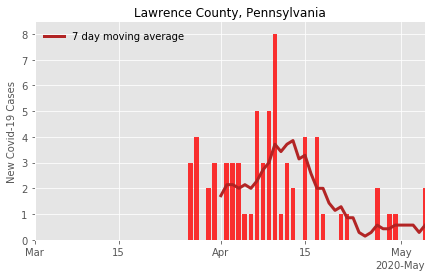 Lawrence County, Pennsylvania
7 day moving average
New Covid-19 Cases
8
7
6
5
4
3
2
1
0
Mar 15 Apr 15 May
2020-May